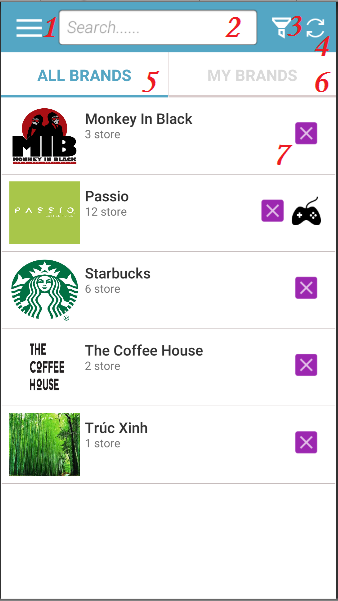 1
Search......
2
3
4
ALL BRANDS
5
MY BRANDS
6
MIB
MONKEY IN BLACK
Monkey In Black
3 store
7
PASSIO
Passio
12 store
Starbucks
6 store
THE
COFFEE
HOUSE
The Coffee House
2 store
Trúc Xinh
1 store